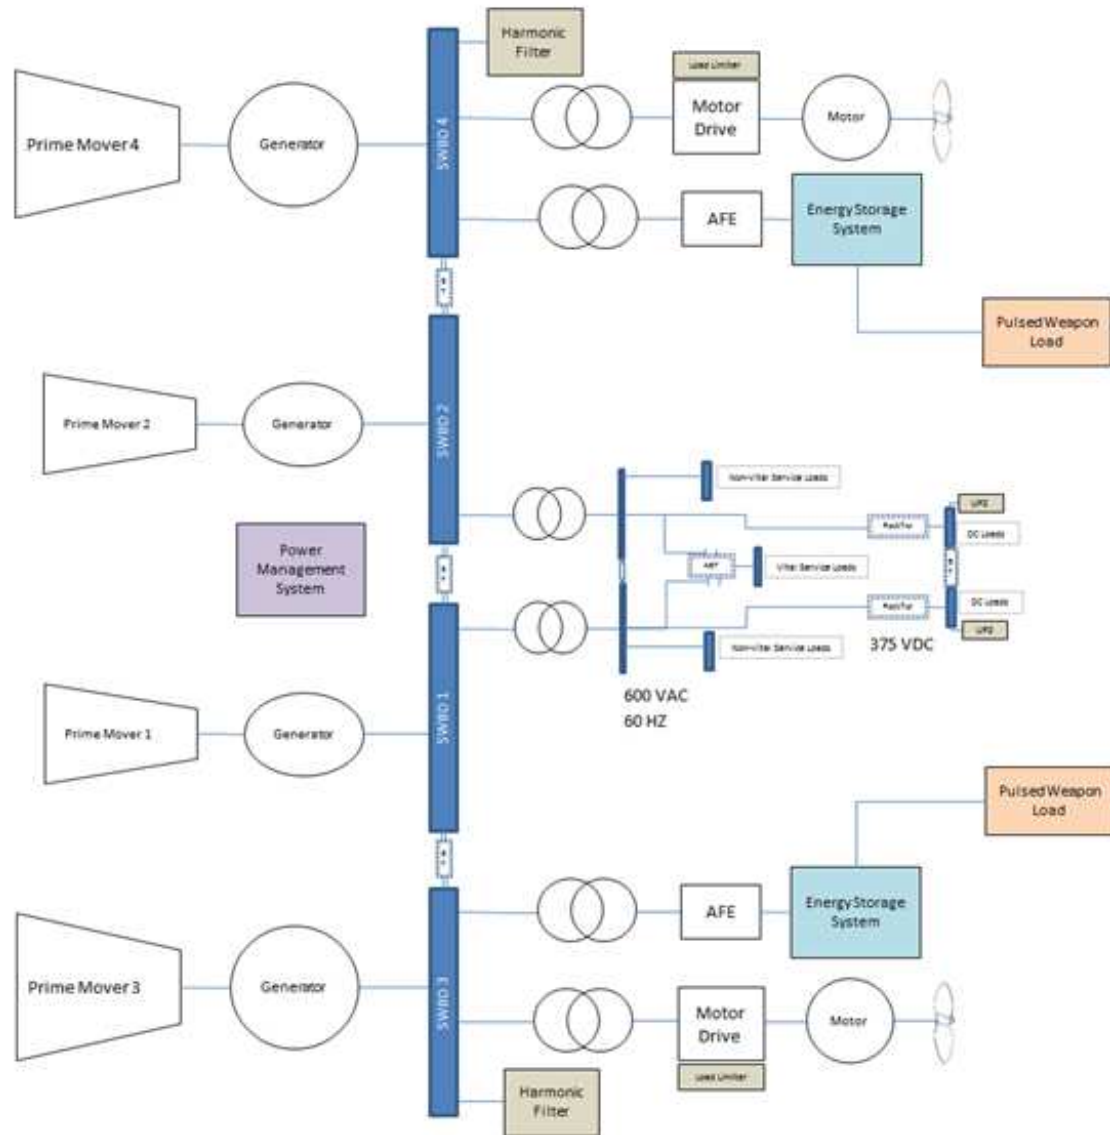 Harmonic
Filter
Load Limiter
Motor
Drive
Motor
Prime Mover 4
Generator
SWBD 4
AFE
Energy Storage
System
Pulsed Weapon
Load
SWBD 2
Prime Mover 2
Generator
Non-Vital Service Loads
UPS
Rectifier
DC Loads
Power
Management
System
ABT
Vital Service Loads
Rectifier
DC Loads
UPS
375 VDC
Non-Vital Service Loads
600 VAC
60 HZ
SWBD 1
Prime Mover 1
Generator
Pulsed Weapon
Load
AFE
Energy Storage
System
Prime Mover 3
Generator
SWBD 3
Motor
Drive
Motor
Load Limiter
Harmonic
Filter